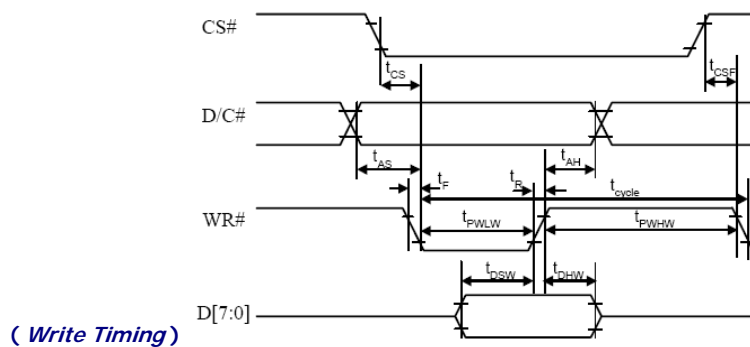 CS#
tCS
tCSF
D/C#
tAS
tAH
tF
tR
tcycle
WR#
tPWLW
tPWHW
tDSW
tDHW
D[7:0]
( Write Timing)